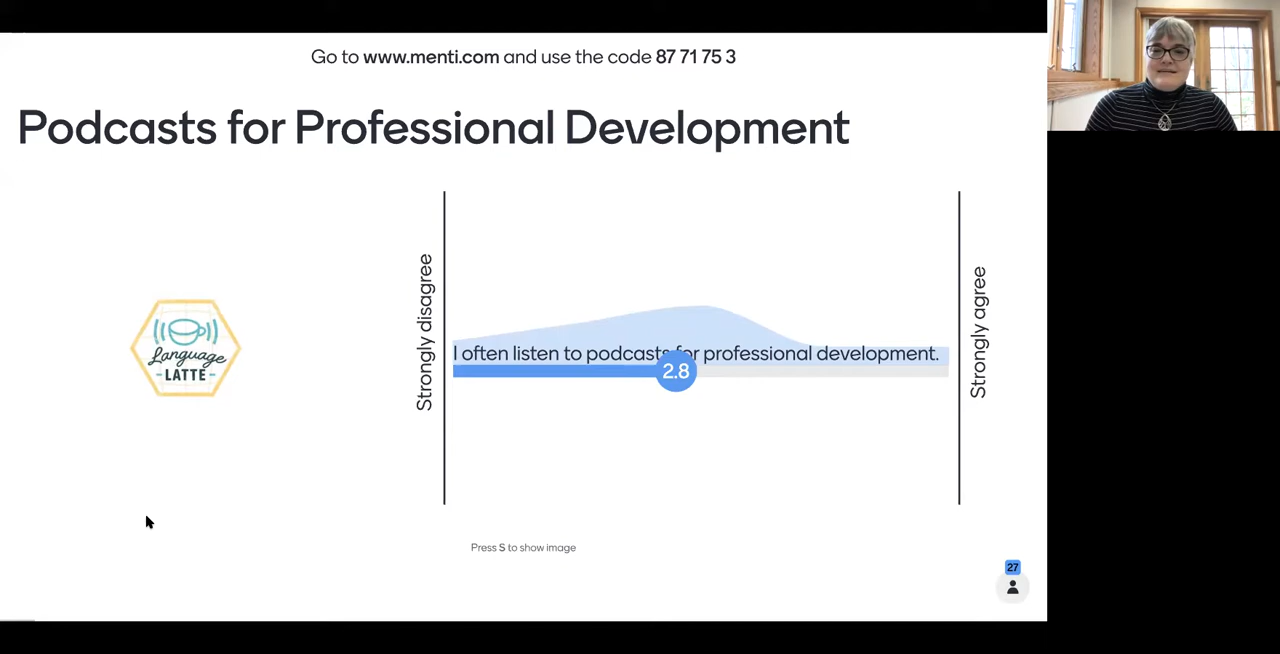 Go to www.menti.com and use the code 87 71 75 3
Podcasts for Professional Development
Strongly disagree
I often listen to podcasts for professional development.
2.8
Strongly agree
Language
LATTE
Press S to show image
27